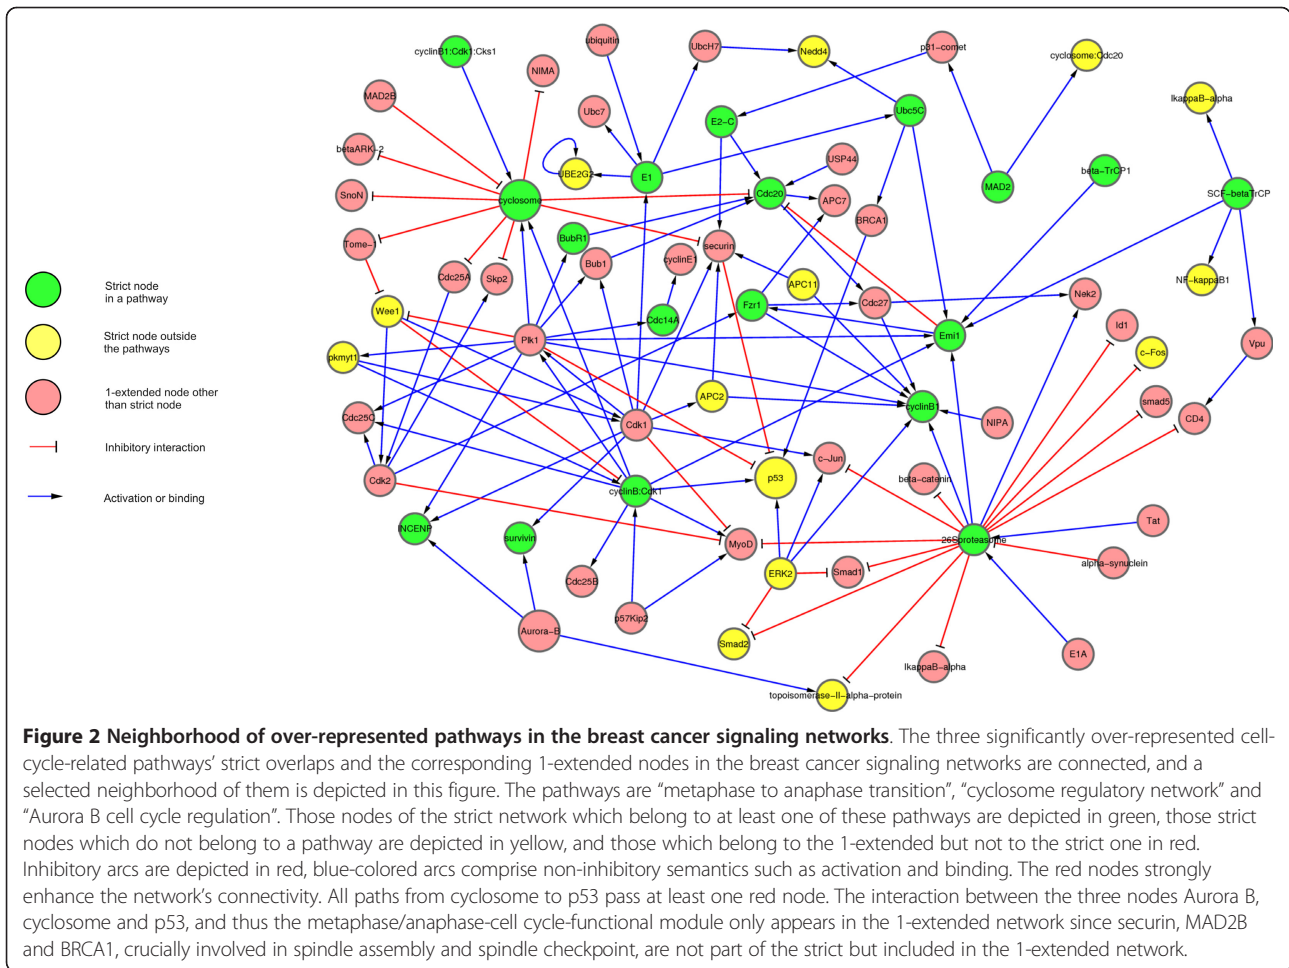 cyclinB1:Cdk1:Cks1
ubiquitin
UbcH7
Nedd4
p31-comet
cyclosome:Cdc20
NIMA
MAD2B
Ubc7
E2-C
Ubc5C
IkappaB-alpha
betaARK-2
UBE2G2
E1
USP44
beta-TrCP1
SnoN
cyclosome
Cdc20
APC7
MAD2
SCF-betaTrCP
BRCA1
Tome-1
BubR1
securin
Bub1
cyclinE1
Cdc25A
Skp2
APC11
NF-kappaB1
Strict node
in a pathway
Wee1
Cdc14A
Fzr1
Cdc27
Nek2
Strict node outside
the pathways
Plk1
Emi1
Id1
c-Fos
Vpu
pkmyt1
1-extended node other
than strict node
APC2
cyclinB1
smad5
Cdc25C
Cdk1
NIPA
CD4
Inhibitory interaction
c-Jun
Cdk2
p53
beta-catenin
Activation or binding
cyclinB:Cdk1
INCENP
survivin
MyoD
26Sproteasome
Tat
alpha-synuclein
Cdc25B
ERK2
Smad1
p57Kip2
Aurora-B
Smad2
IkappaB-alpha
E1A
topoisomerase-II-alpha-protein
Figure 2 Neighborhood of over-represented pathways in the breast cancer signaling networks. The three significantly over-represented cell-
cycle-related pathways' strict overlaps and the corresponding 1-extended nodes in the breast cancer signaling networks are connected, and a
selected neighborhood of them is depicted in this figure. The pathways are "metaphase to anaphase transition", "cyclosome regulatory network" and
"Aurora B cell cycle regulation". Those nodes of the strict network which belong to at least one of these pathways are depicted in green, those strict
nodes which do not belong to a pathway are depicted in yellow, and those which belong to the 1-extended but not to the strict one in red.
Inhibitory arcs are depicted in red, blue-colored arcs comprise non-inhibitory semantics such as activation and binding. The red nodes strongly
enhance the network's connectivity. All paths from cyclosome to p53 pass at least one red node. The interaction between the three nodes Aurora B,
cyclosome and p53, and thus the metaphase/anaphase-cell cycle-functional module only appears in the 1-extended network since securin, MAD2B
and BRCA1, crucially involved in spindle assembly and spindle checkpoint, are not part of the strict but included in the 1-extended network.